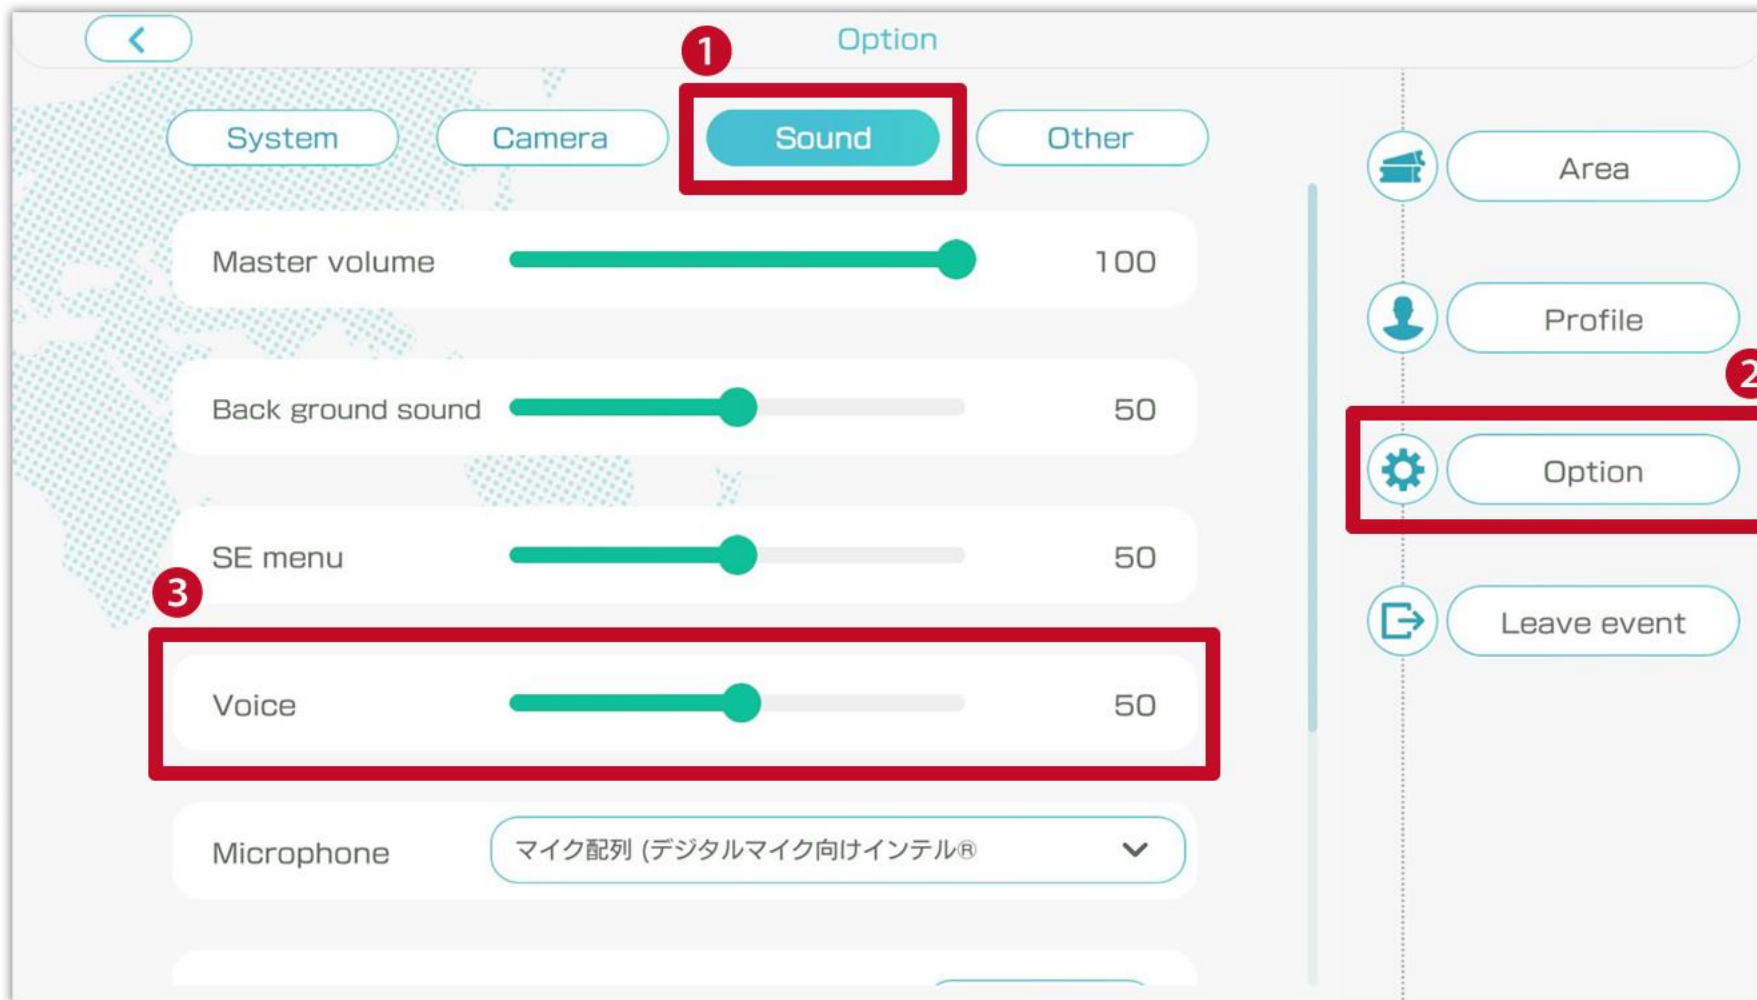 Option
1
System Camera Sound Other
Master volume 100
Back ground sound 50
SE menu 50
3
Voice 50
Microphone マイク配列 (デジタルマイク向けインテル®
Area
Profile
2
Option
Leave event